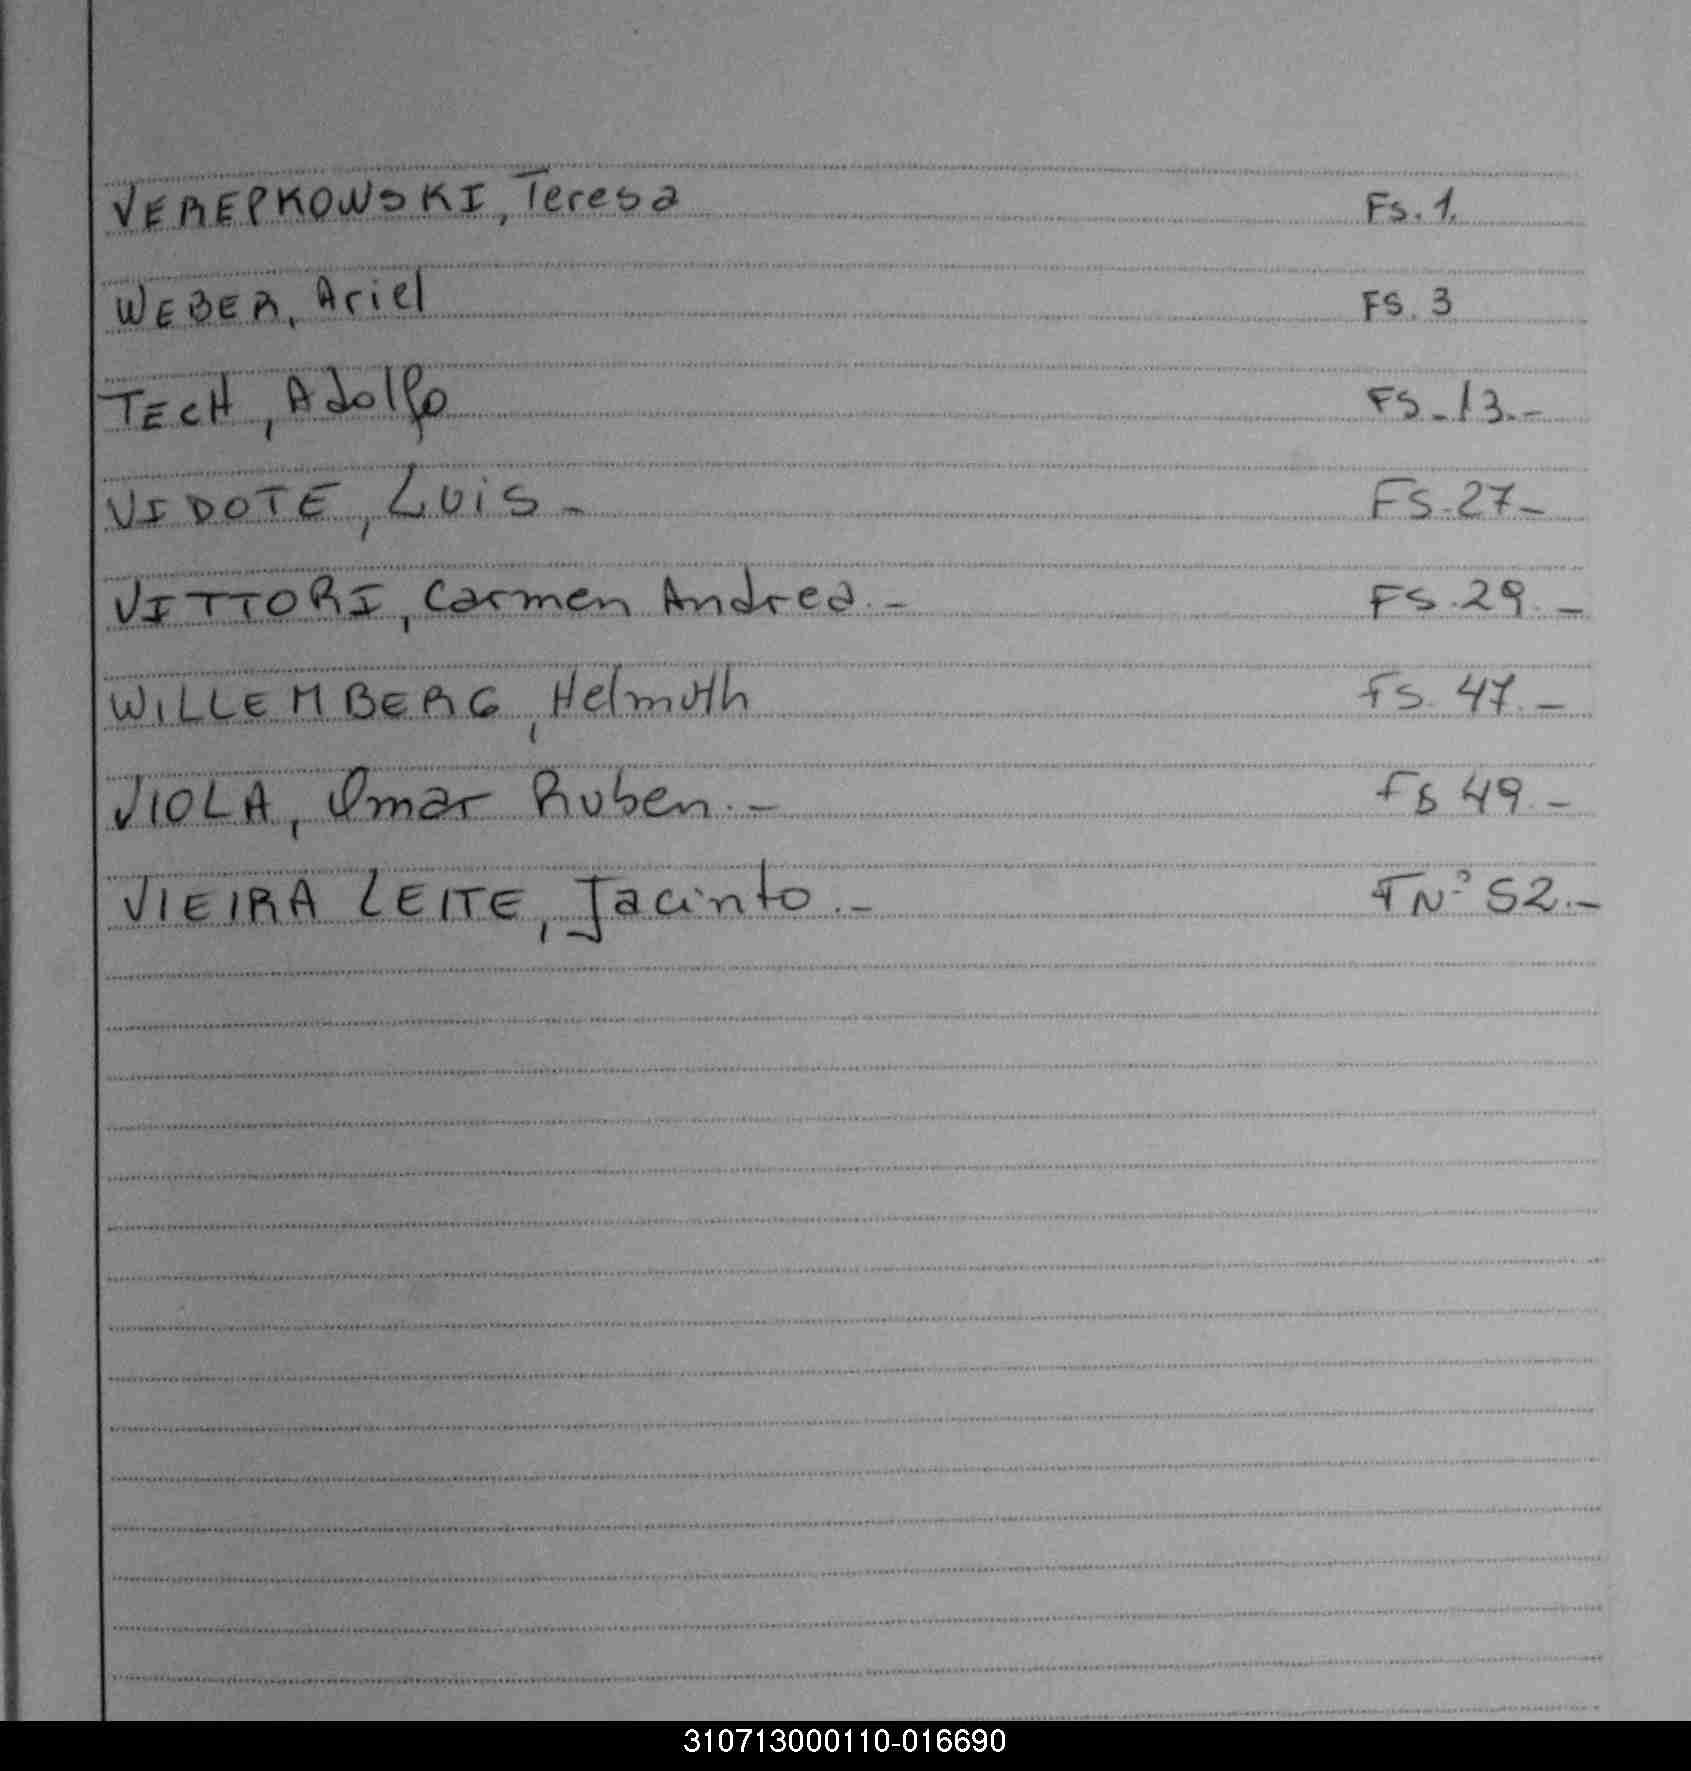 VEREPKOWSKI, Teresa Fs. 1.
WEBER, Ariel FS. 3
TECH, Adolfo FS.-13.-
VIDOTE, Luis.- FS.27-
VITTORI, Carmen Andrea.- FS.29.-
WILLEMBERG, Helmuth Fs. 47.-
VIOLA, Omar Ruben.- Fs 49.-
VIEIRA LEITE, Jacinto.- FNº 52.-
310713000110-016690